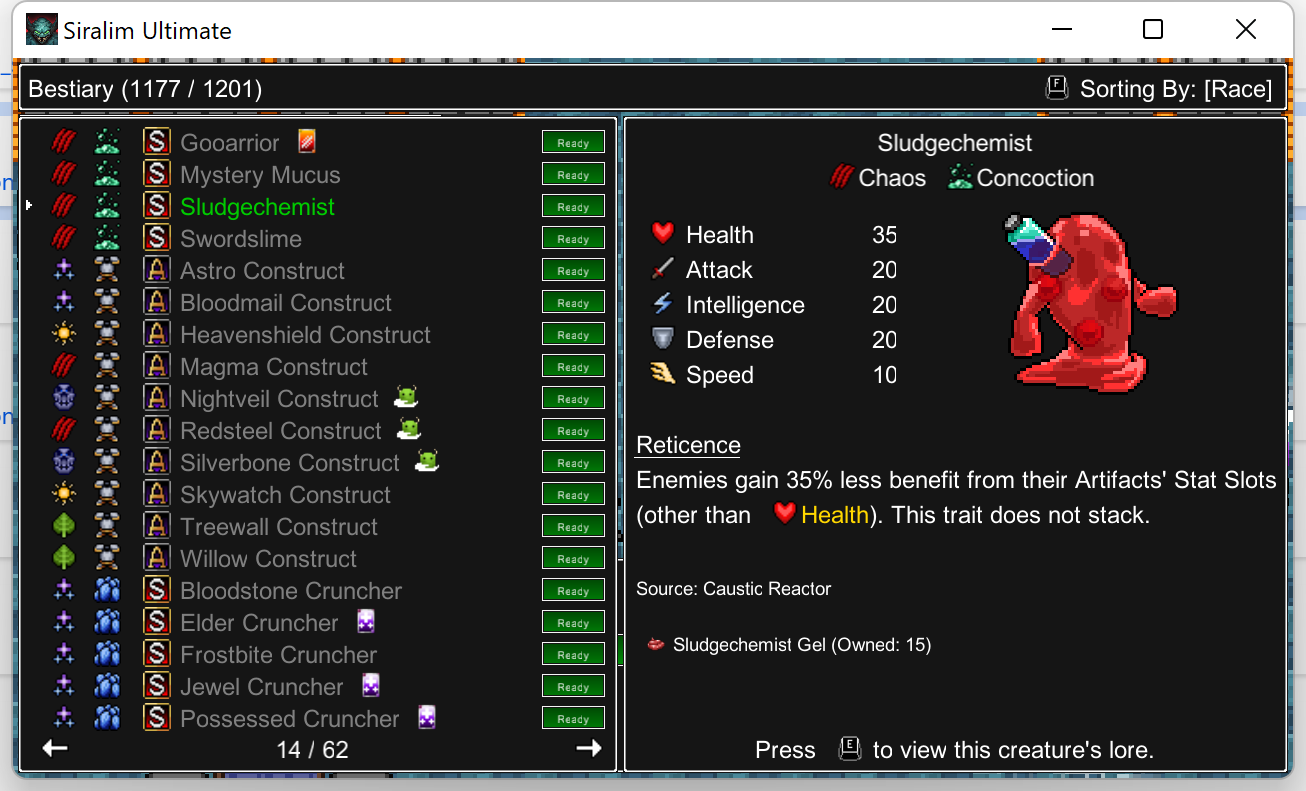 Siralim Ultimate
Bestiary (1177 / 1201)
F Sorting By: [Race]
S Gooarrior Ready
S Mystery Mucus Ready
S Sludgechemist Ready
S Swordslime Ready
A Astro Construct Ready
A Bloodmail Construct Ready
A Heavenshield Construct Ready
A Magma Construct Ready
A Nightveil Construct Ready
A Redsteel Construct Ready
A Silverbone Construct Ready
A Skywatch Construct Ready
A Treewall Construct Ready
A Willow Construct Ready
S Bloodstone Cruncher Ready
S Elder Cruncher Ready
S Frostbite Cruncher Ready
S Jewel Cruncher Ready
S Possessed Cruncher Ready
14 / 62
Sludgechemist
Chaos Concoction
Health 35
Attack 20
Intelligence 20
Defense 20
Speed 10
Reticence
Enemies gain 35% less benefit from their Artifacts' Stat Slots
(other than Health). This trait does not stack.
Source: Caustic Reactor
Sludgechemist Gel (Owned: 15)
Press E to view this creature's lore.